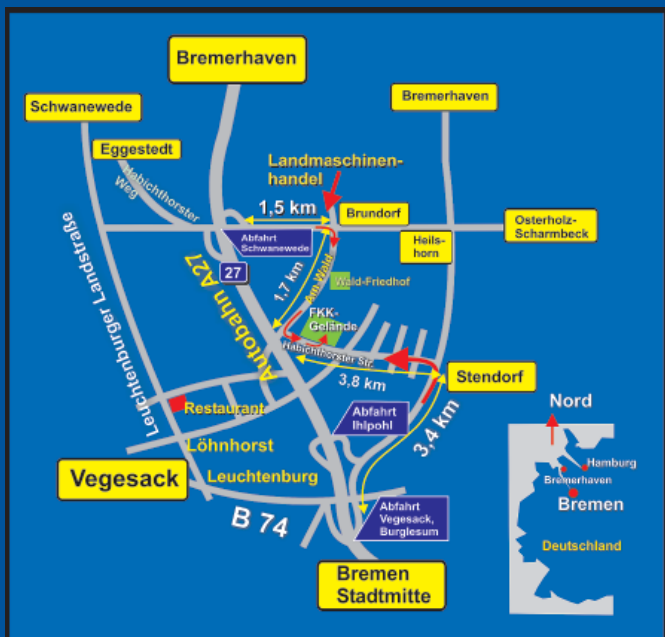 Bremerhaven
Schwanewede
Bremerhaven
Eggestedt
Habichthorster
Weg
Landmaschinen-
handel
1,5 km
Brundorf
Osterholz-
Scharmbeck
Abfahrt
Schwanewede
Heils-
horn
27
Autobahn A27
1,7 km
Am Wald
Wald-Friedhof
FKK-
Gelände
Leuchtenburger Landstraße
Habichthorster Str.
3,8 km
Stendorf
Restaurant
Abfahrt
Ihlpohl
3,4 km
Nord
Löhnhorst
Vegesack
Leuchtenburg
Hamburg
Bremerhaven
Bremen
B 74
Abfahrt
Vegesack,
Burglesum
Deutschland
Bremen
Stadtmitte